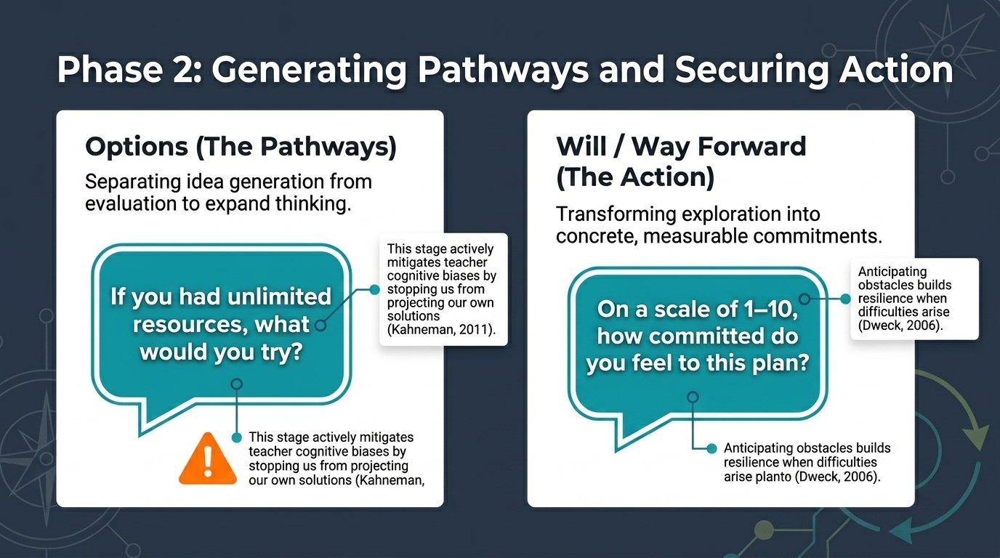 Phase 2: Generating Pathways and Securing Action
Options (The Pathways)
Separating idea generation from
evaluation to expand thinking.
If you had unlimited
resources, what
would you try?
This stage actively
mitigates teacher
cognitive biases by
stopping us from
projecting our own
solutions
(Kahneman, 2011).
This stage actively mitigates
teacher cognitive biases by
stopping us from projecting
our own solutions (Kahneman,
Will / Way Forward
(The Action)
Transforming exploration into
concrete, measurable commitments.
On a scale of 1–10,
how committed do
you feel to this plan?
Anticipating
obstacles builds
resilience when
difficulties arise
(Dweck, 2006).
Anticipating obstacles builds
resilience when difficulties
arise planto (Dweck, 2006).